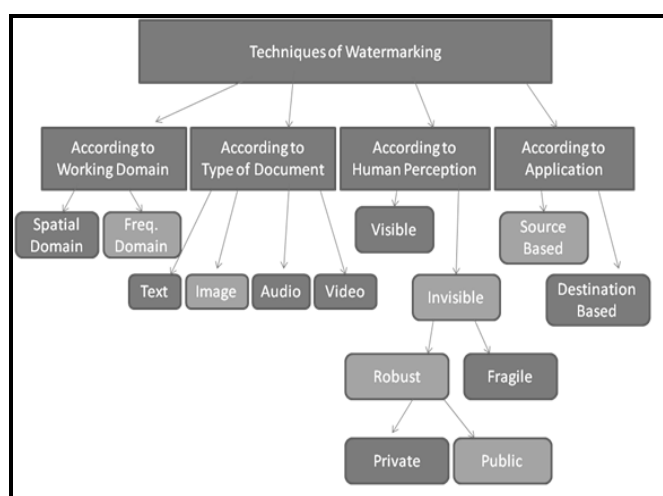 Techniques of Watermarking
According to
Working Domain
According to
Type of Document
According to
Human Perception
According to
Application
Spatial
Domain
Freq.
Domain
Text
Image
Audio
Video
Visible
Invisible
Source
Based
Destination
Based
Robust
Fragile
Private
Public